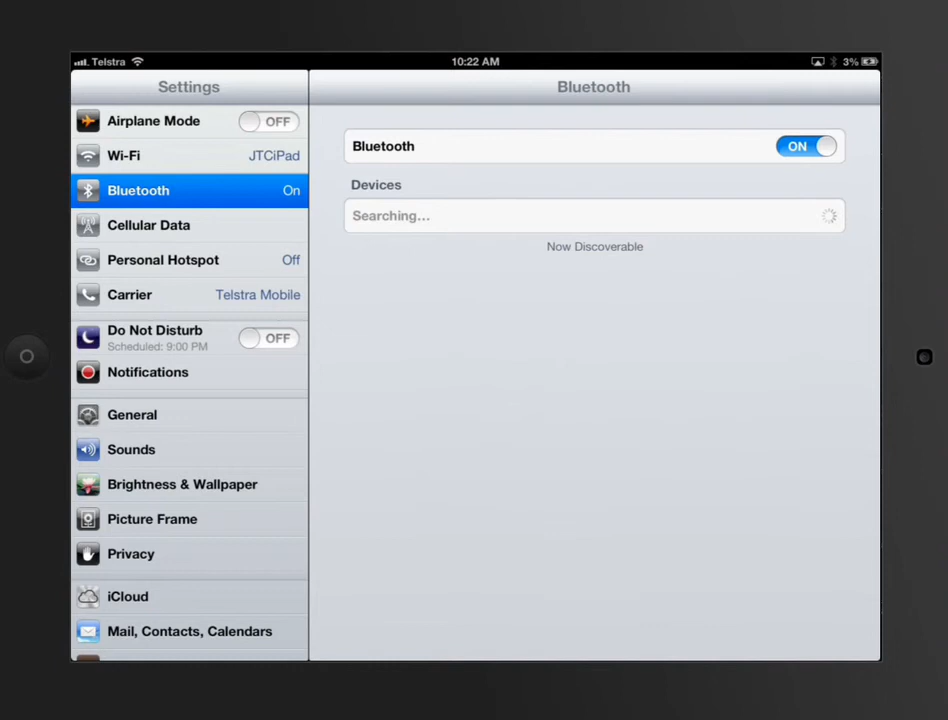 Telstra
10:22 AM
3%
Settings
Bluetooth
Airplane Mode OFF
Wi-Fi JTCiPad
Bluetooth On
Cellular Data
Personal Hotspot Off
Carrier Telstra Mobile
Do Not Disturb OFF
Scheduled: 9:00 PM
Notifications
General
Sounds
Brightness & Wallpaper
Picture Frame
Privacy
iCloud
Mail, Contacts, Calendars
Bluetooth ON
Devices
Searching...
Now Discoverable